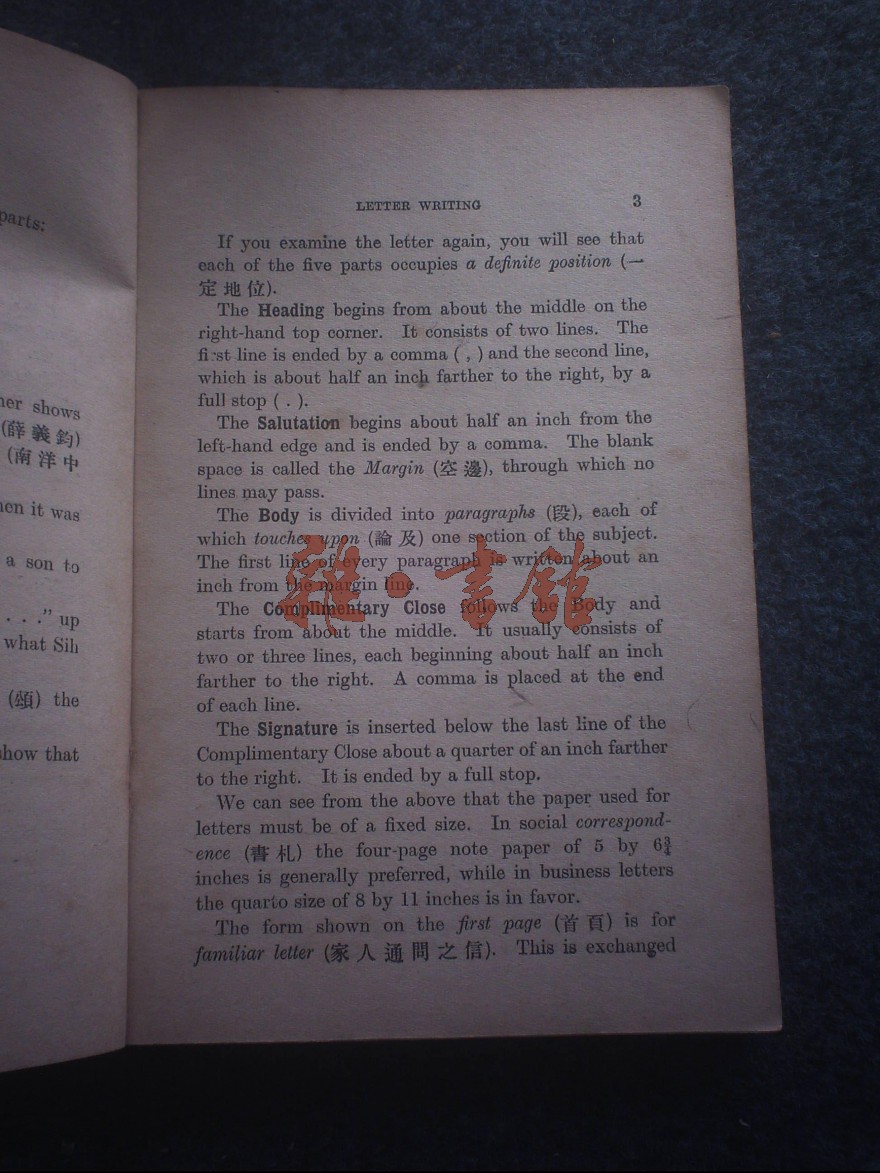 parts:
her shows
(薛義鈞)
(南洋中
hen it was
a son to
. . ." up
what Sih
(頌) the
show that
LETTER WRITING 3
If you examine the letter again, you will see that
each of the five parts occupies a definite position (一
定地位).
The Heading begins from about the middle on the
right-hand top corner. It consists of two lines. The
first line is ended by a comma ( , ) and the second line,
which is about half an inch farther to the right, by a
full stop ( . ).
The Salutation begins about half an inch from the
left-hand edge and is ended by a comma. The blank
space is called the Margin (空邊), through which no
lines may pass.
The Body is divided into paragraphs (段), each of
which touches upon (論及) one section of the subject.
The first line of every paragraph is written about an
inch from the margin line.
The Complimentary Close follows the Body and
starts from about the middle. It usually consists of
two or three lines, each beginning about half an inch
farther to the right. A comma is placed at the end
of each line.
The Signature is inserted below the last line of the
Complimentary Close about a quarter of an inch farther
to the right. It is ended by a full stop.
We can see from the above that the paper used for
letters must be of a fixed size. In social correspond-
ence (書札) the four-page note paper of 5 by 6¾
inches is generally preferred, while in business letters
the quarto size of 8 by 11 inches is in favor.
The form shown on the first page (首頁) is for
familiar letter (家人通問之信). This is exchanged
雜·書館